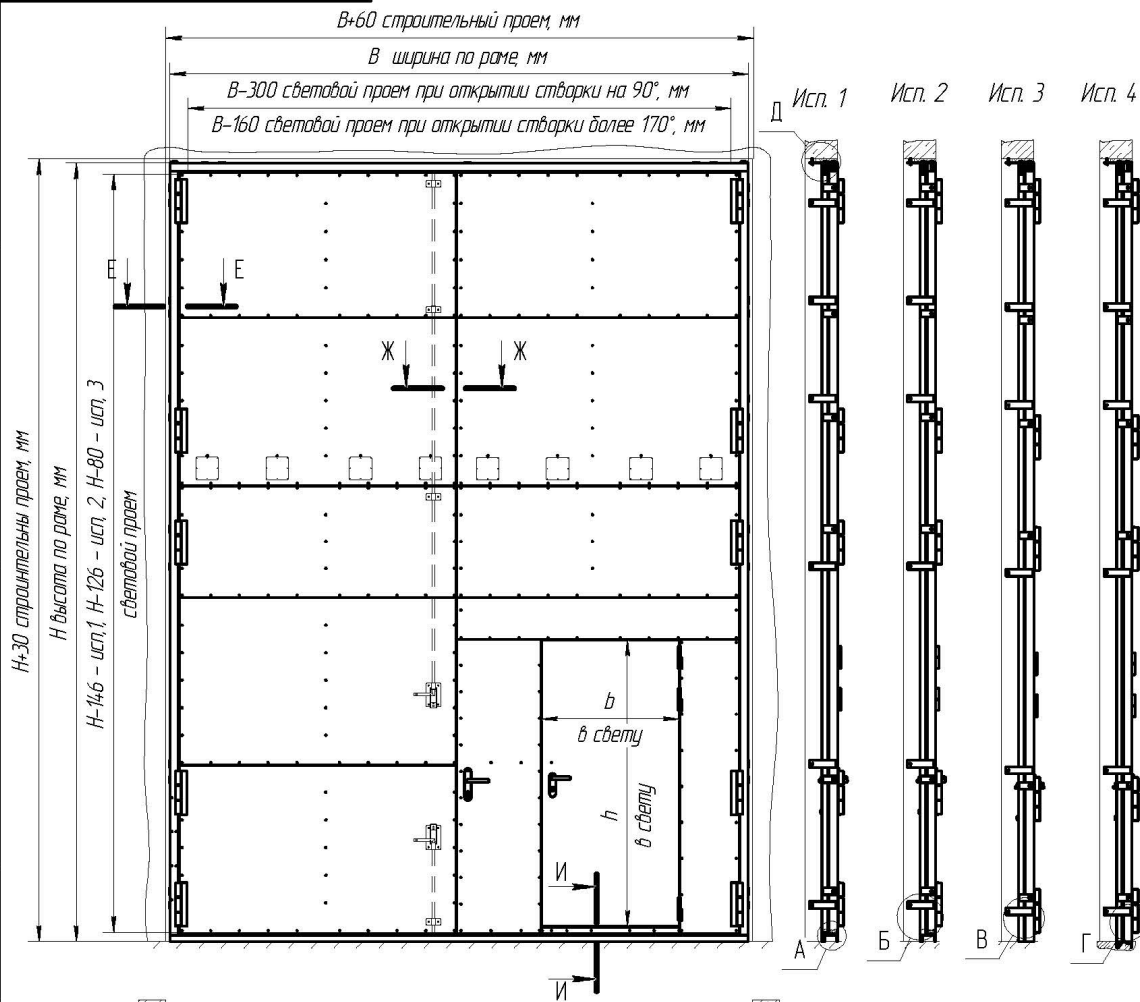 В+60 строительный проем, мм
В ширина по раме, мм
В-300 световой проем при открытии створки на 90°, мм
В-160 световой проем при открытии створки более 170°, мм
Д
Исп. 1
Исп. 2
Исп. 3
Исп. 4
Е
Е
Ж
Ж
Н+30 строинтельны проем, мм
Н высота по раме, мм
Н-146 - исп,1, Н-126 - исп, 2, Н-80 - исп, 3
световой проем
b
в свету
h
в свету
И
И
А
Б
В
Г